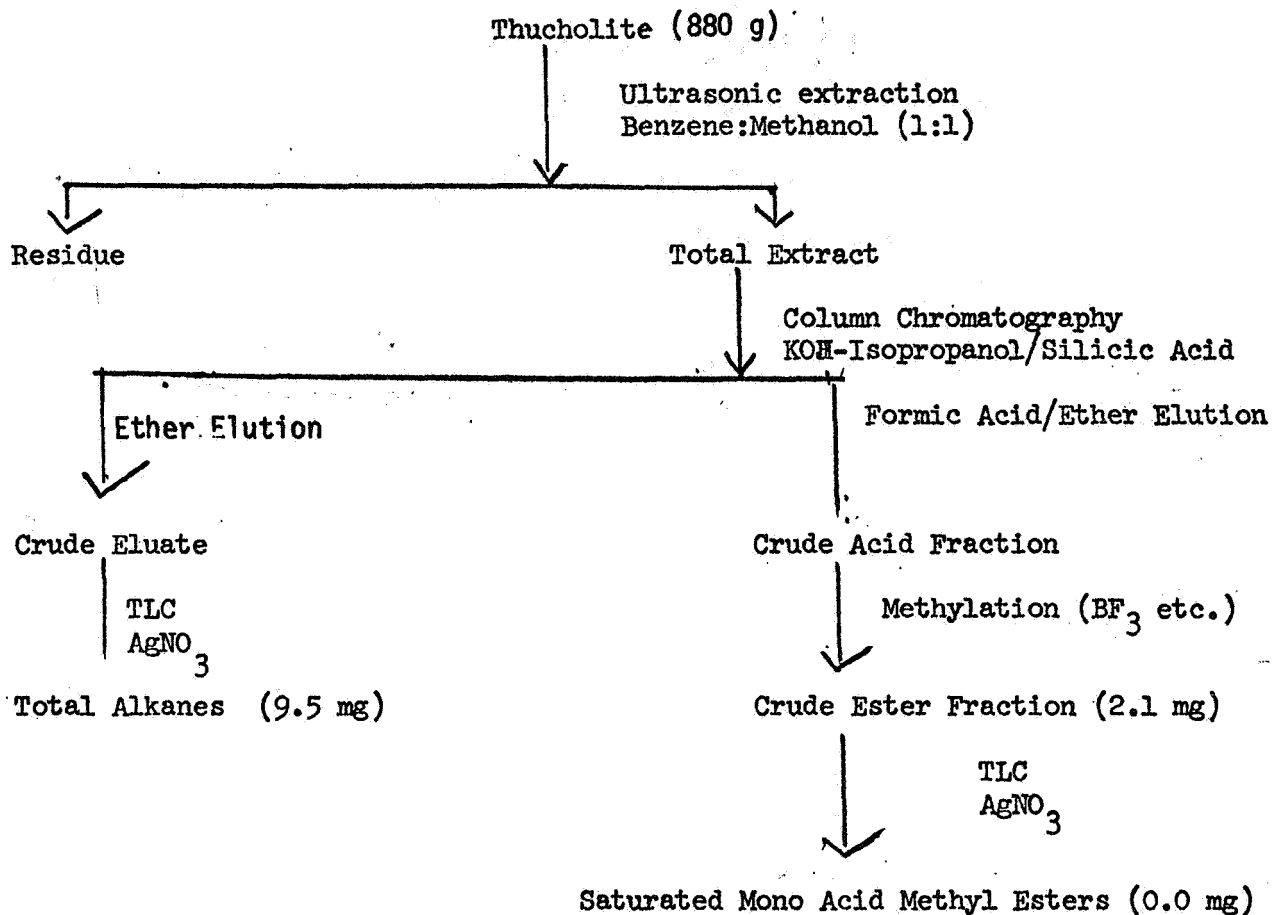 Thucholite (880 g)
Ultrasonic extraction
Benzene:Methanol (1:1)
Residue
Total Extract
Column Chromatography
KOH-Isopropanol/Silicic Acid
Ether Elution
Formic Acid/Ether Elution
Crude Eluate
Crude Acid Fraction
TLC
AgNO3
Methylation (BF3 etc.)
Total Alkanes (9.5 mg)
Crude Ester Fraction (2.1 mg)
TLC
AgNO3
Saturated Mono Acid Methyl Esters (0.0 mg)